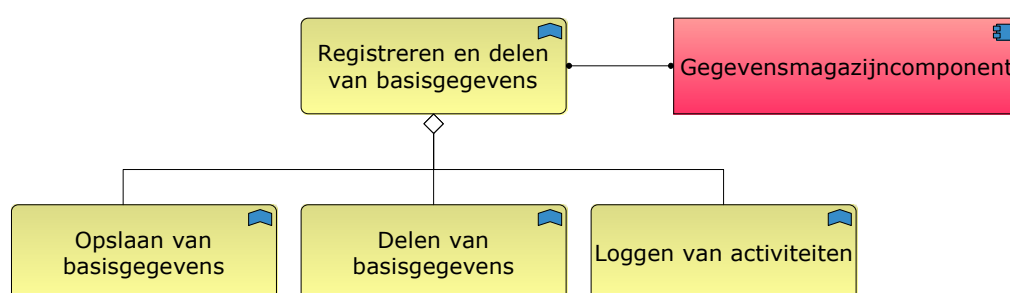 Registreren en delen
van basisgegevens
Gegevensmagazijncomponent
Opslaan van
basisgegevens
Delen van
basisgegevens
Loggen van activiteiten